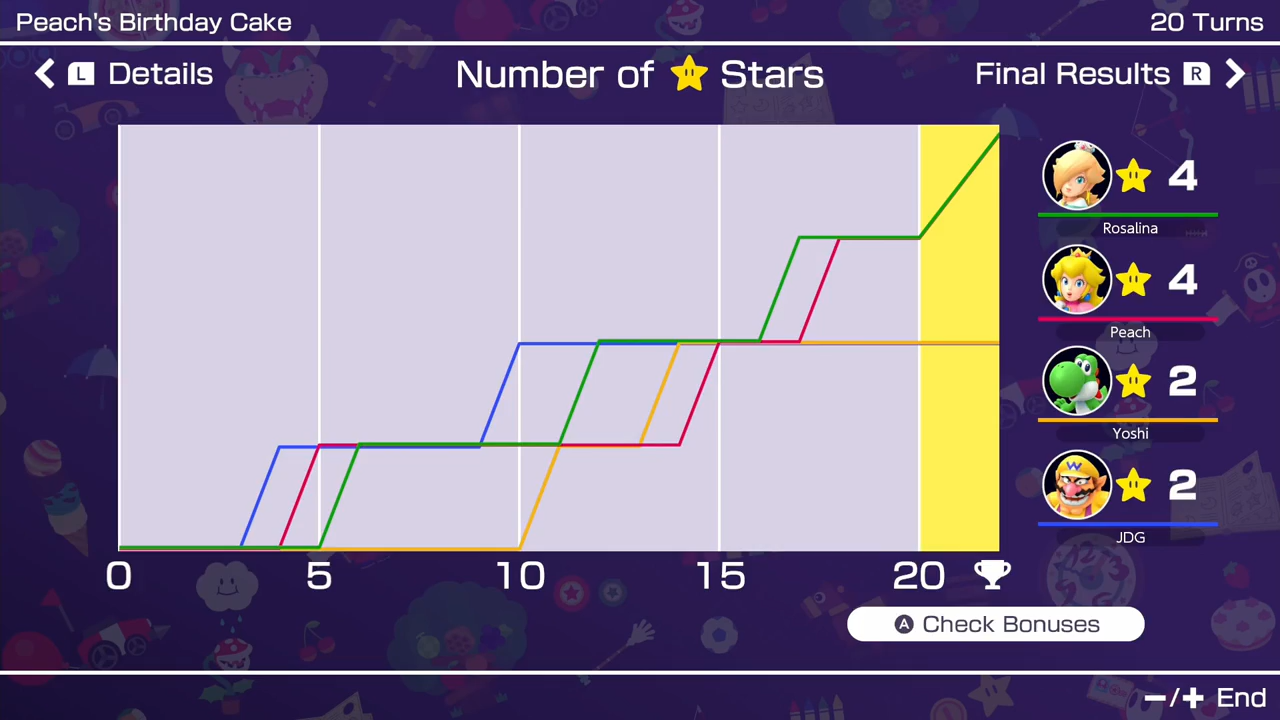 Peach's Birthday Cake
20 Turns
L Details
Number of Stars
Final Results R
4
Rosalina
4
Peach
2
Yoshi
W
2
JDG
0 5 10 15 20
A Check Bonuses
−/+ End